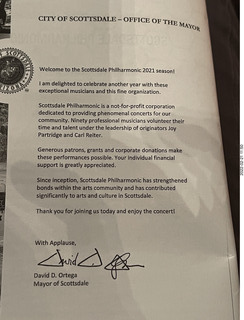 CITY OF SCOTTSDALE – OFFICE OF THE MAYOR
Welcome to the Scottsdale Philharmonic 2021 season!
I am delighted to celebrate another year with these
exceptional musicians and this fine organization.
Scottsdale Philharmonic is a not-for-profit corporation
dedicated to providing phenomenal concerts for our
community. Ninety professional musicians volunteer their
time and talent under the leadership of originators Joy
Partridge and Carl Reiter.
Generous patrons, grants and corporate donations make
these performances possible. Your individual financial
support is greatly appreciated.
Since inception, Scottsdale Philharmonic has strengthened
bonds within the arts community and has contributed
significantly to arts and culture in Scottsdale.
Thank you for joining us today and enjoy the concert!
With Applause,
David D. Ortega
Mayor of Scottsdale